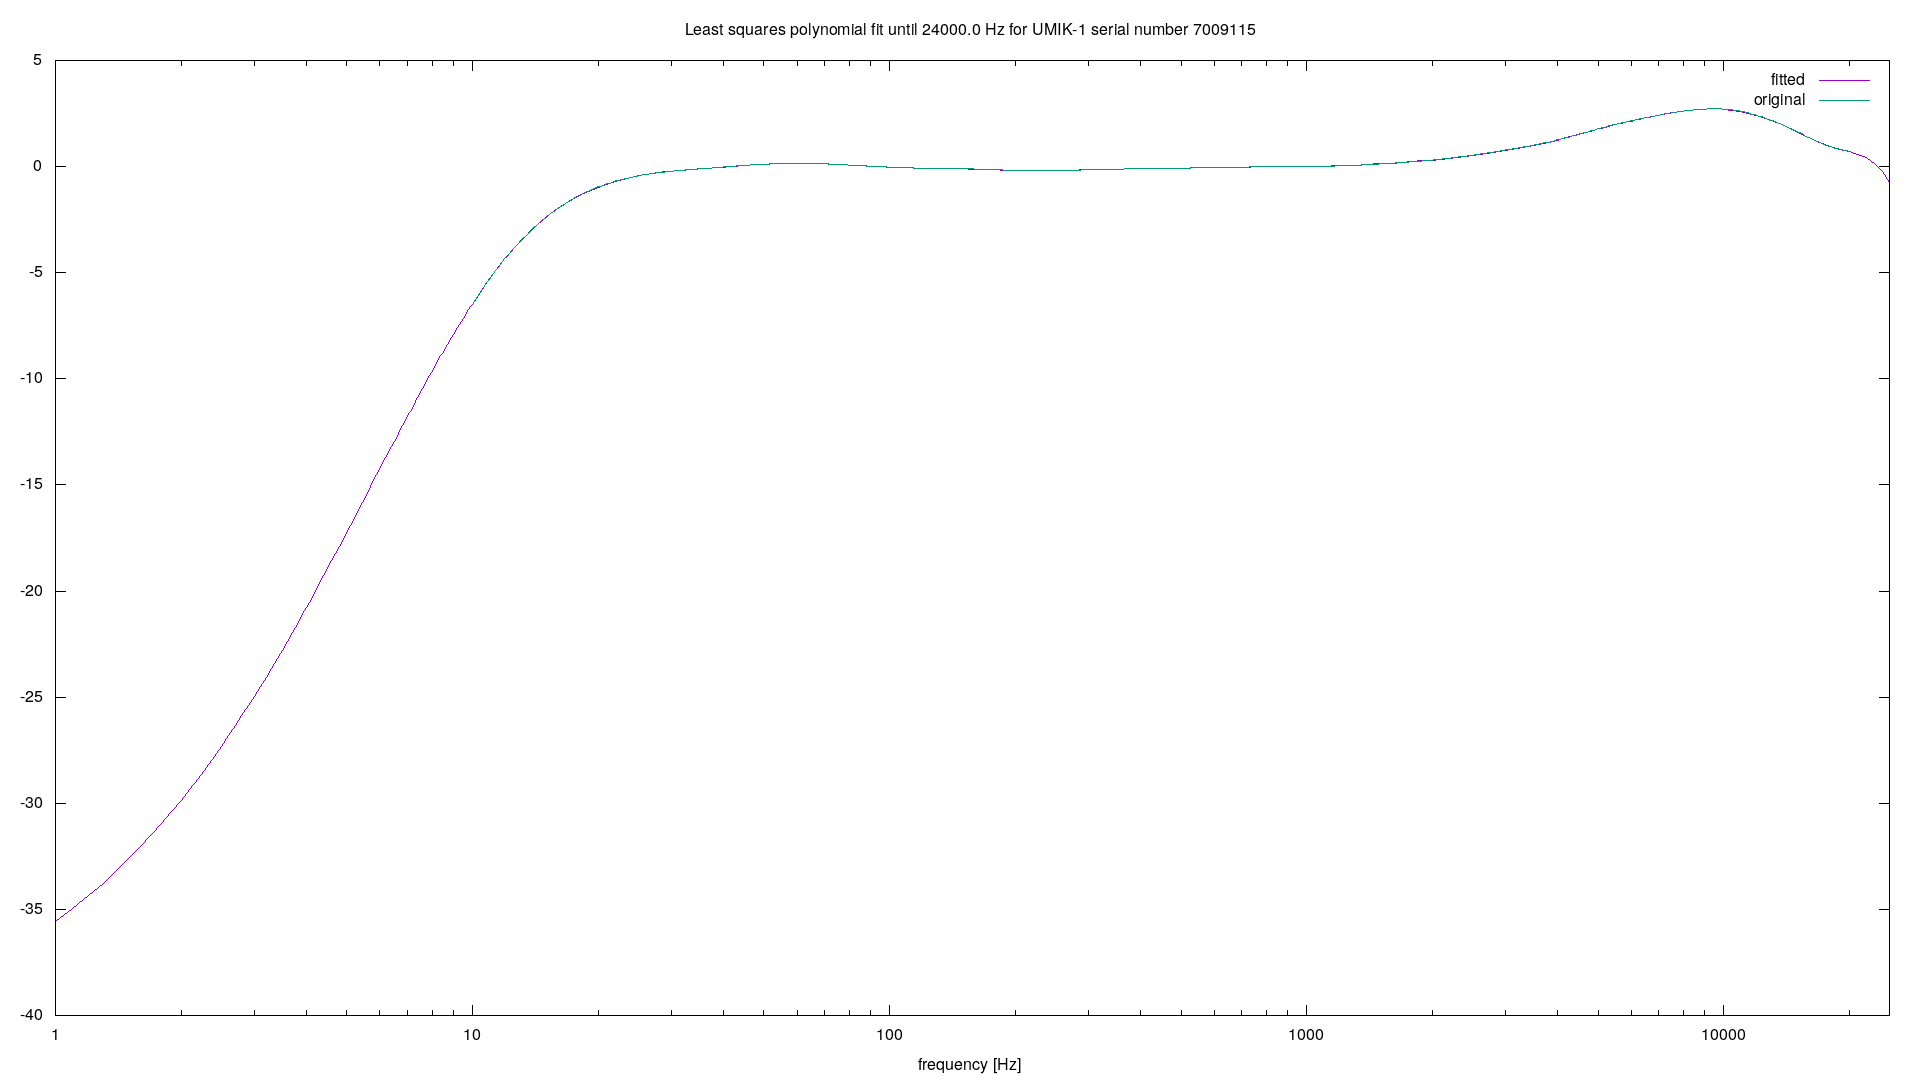 Least squares polynomial fit until 24000.0 Hz for UMIK-1 serial number 7009115
5
fitted
original
0
-5
-10
-15
-20
-25
-30
-35
-40
1 10 100 1000 10000
frequency [Hz]